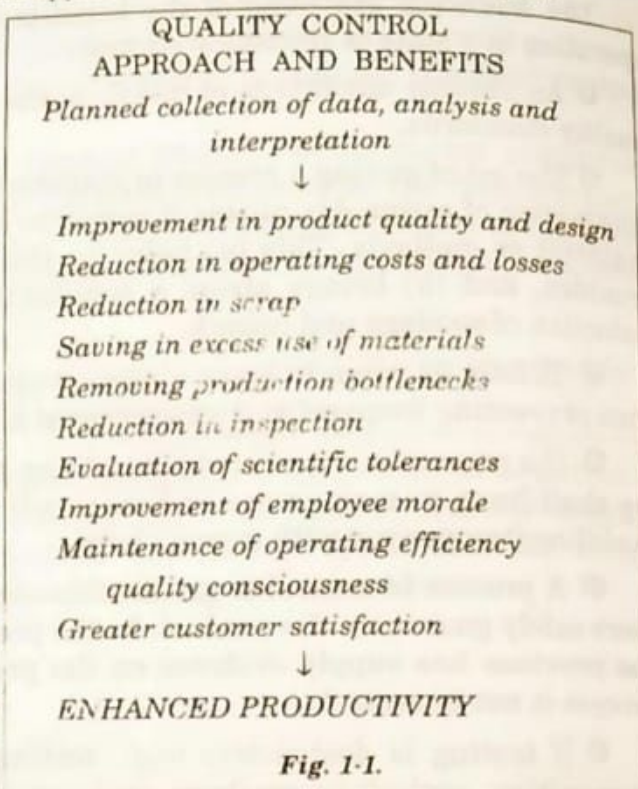 QUALITY CONTROL
APPROACH AND BENEFITS
Planned collection of data, analysis and
interpretation
↓
Improvement in product quality and design
Reduction in operating costs and losses
Reduction in scrap
Saving in excess use of materials
Removing production bottlenecks
Reduction in inspection
Evaluation of scientific tolerances
Improvement of employee morale
Maintenance of operating efficiency
quality consciousness
Greater customer satisfaction
↓
ENHANCED PRODUCTIVITY
Fig. 1·1.